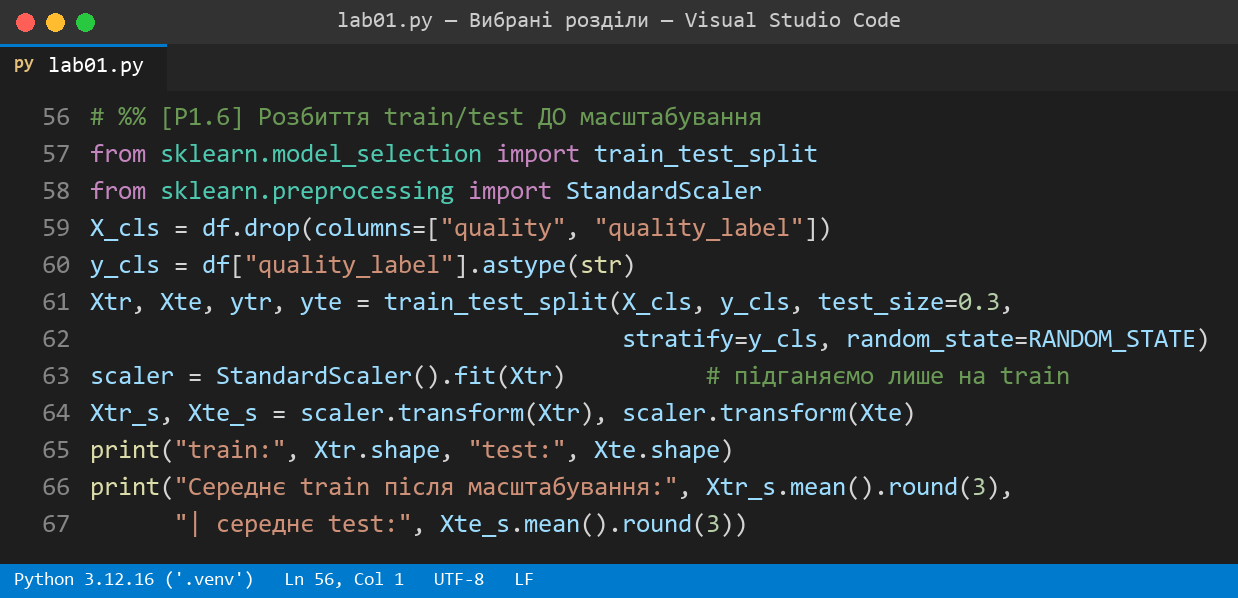 lab01.py — Вибрані розділи — Visual Studio Code
py lab01.py
56 # %% [P1.6] Розбиття train/test ДО масштабування
57 from sklearn.model_selection import train_test_split
58 from sklearn.preprocessing import StandardScaler
59 X_cls = df.drop(columns=["quality", "quality_label"])
60 y_cls = df["quality_label"].astype(str)
61 Xtr, Xte, ytr, yte = train_test_split(X_cls, y_cls, test_size=0.3,
62                                       stratify=y_cls, random_state=RANDOM_STATE)
63 scaler = StandardScaler().fit(Xtr)          # підганяємо лише на train
64 Xtr_s, Xte_s = scaler.transform(Xtr), scaler.transform(Xte)
65 print("train:", Xtr.shape, "test:", Xte.shape)
66 print("Середнє train після масштабування:", Xtr_s.mean().round(3),
67       "| середнє test:", Xte_s.mean().round(3))
Python 3.12.16 ('.venv')   Ln 56, Col 1   UTF-8   LF